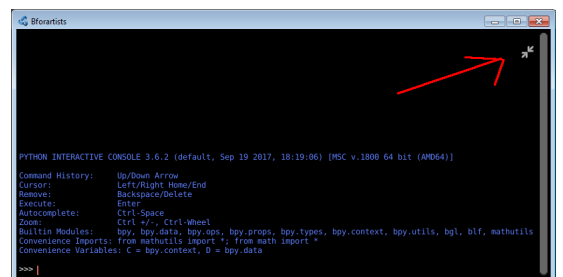 Bforartists
PYTHON INTERACTIVE CONSOLE 3.6.2 (default, Sep 19 2017, 18:19:06) [MSC v.1800 64 bit (AMD64)]
Command History: Up/Down Arrow
Cursor: Left/Right Home/End
Remove: Backspace/Delete
Execute: Enter
Autocomplete: Ctrl-Space
Zoom: Ctrl +/-, Ctrl-Wheel
Builtin Modules: bpy, bpy.data, bpy.ops, bpy.props, bpy.types, bpy.context, bpy.utils, bgl, blf, mathutils
Convenience Imports: from mathutils import *; from math import *
Convenience Variables: C = bpy.context, D = bpy.data
>>>